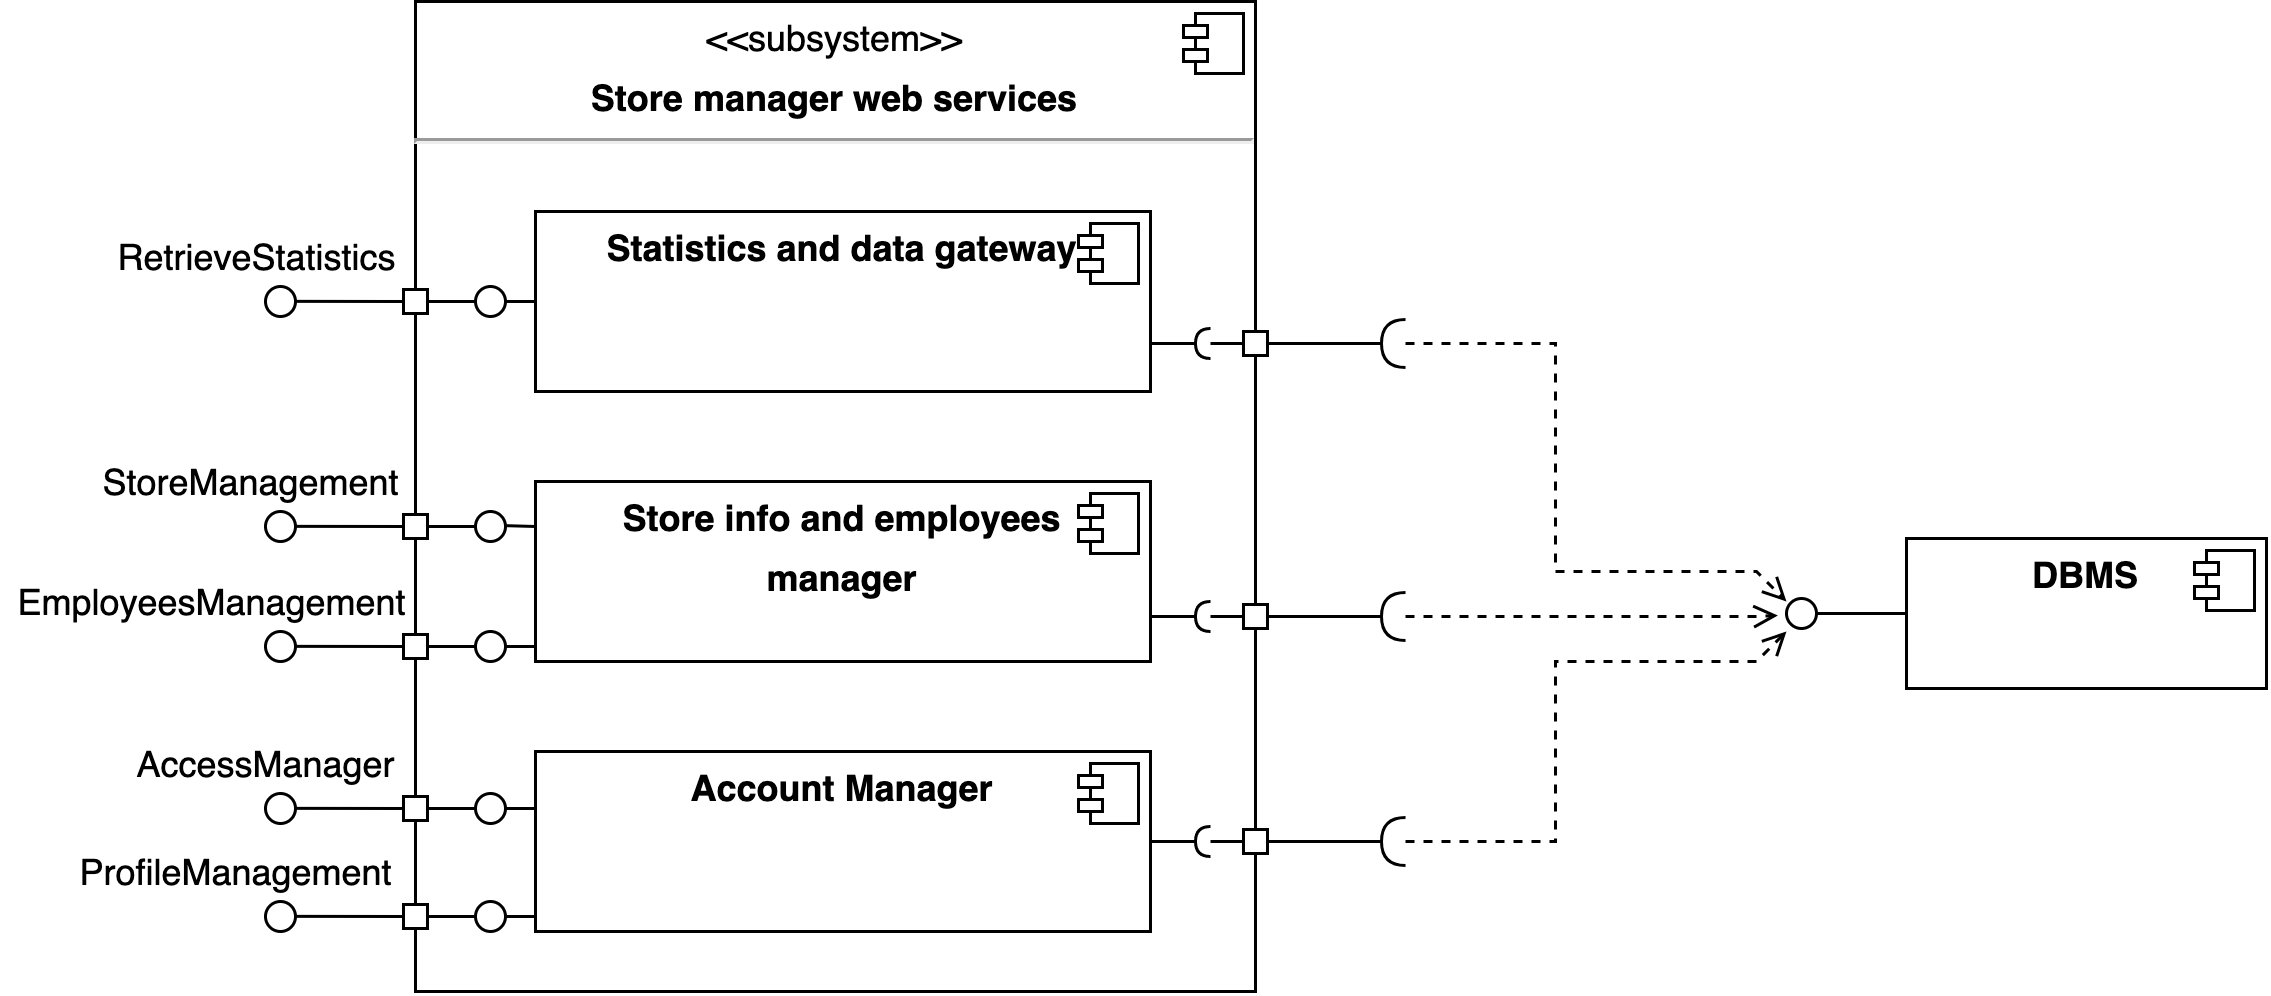 <<subsystem>>
Store manager web services
RetrieveStatistics
Statistics and data gateway
StoreManagement
Store info and employees
manager
EmployeesManagement
DBMS
AccessManager
Account Manager
ProfileManagement